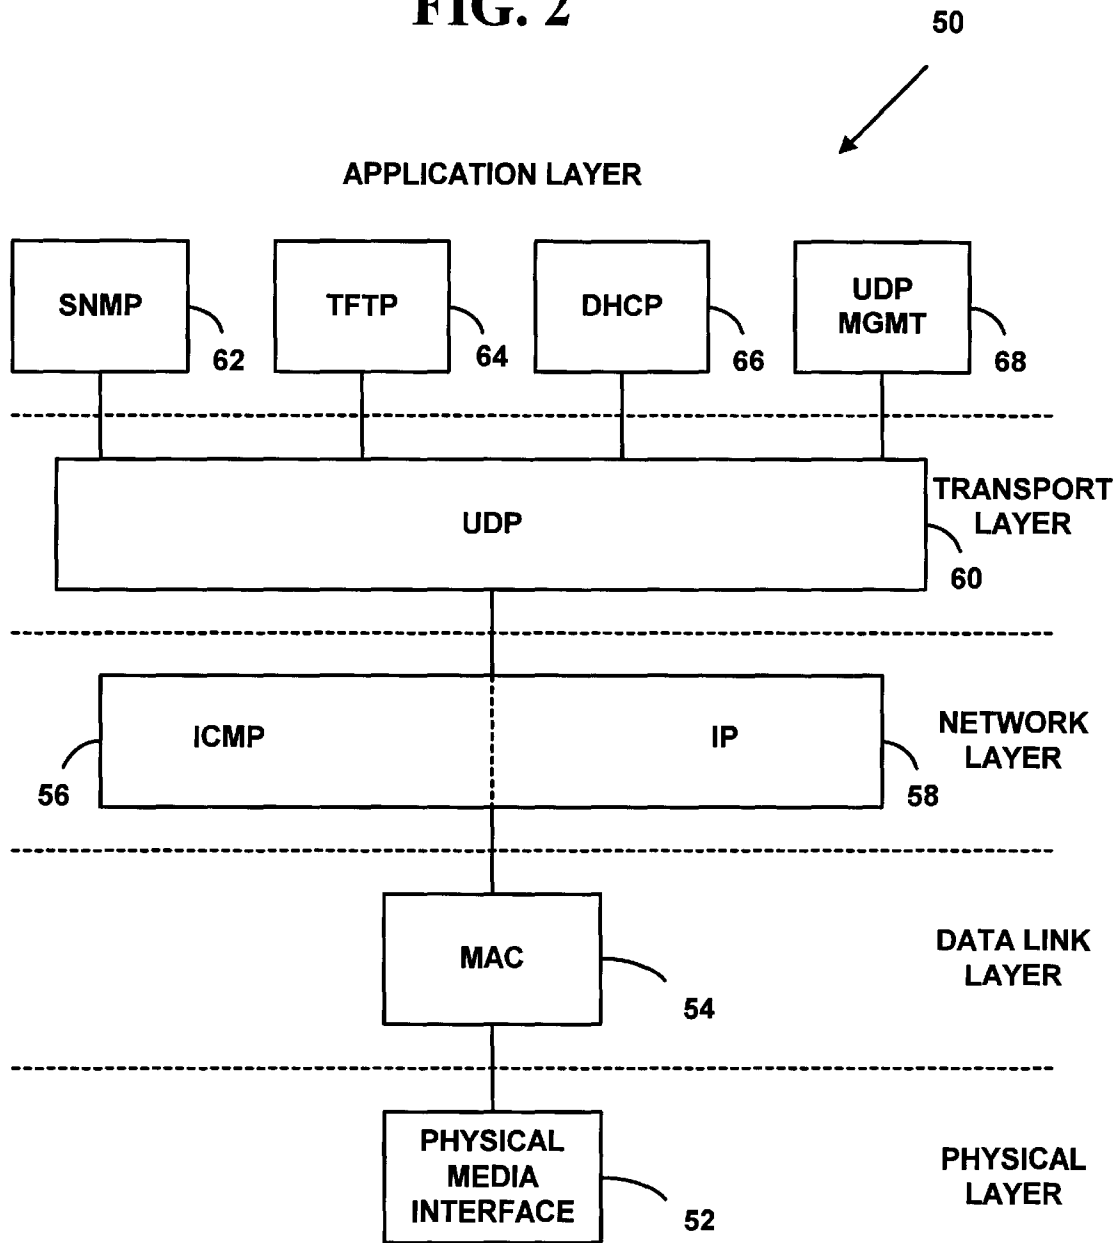 FIG. 2
50
APPLICATION LAYER
SNMP
62
TFTP
64
DHCP
66
UDP
MGMT
68
UDP
TRANSPORT
LAYER
60
ICMP
56
IP
58
NETWORK
LAYER
MAC
54
DATA LINK
LAYER
PHYSICAL
MEDIA
INTERFACE
52
PHYSICAL
LAYER